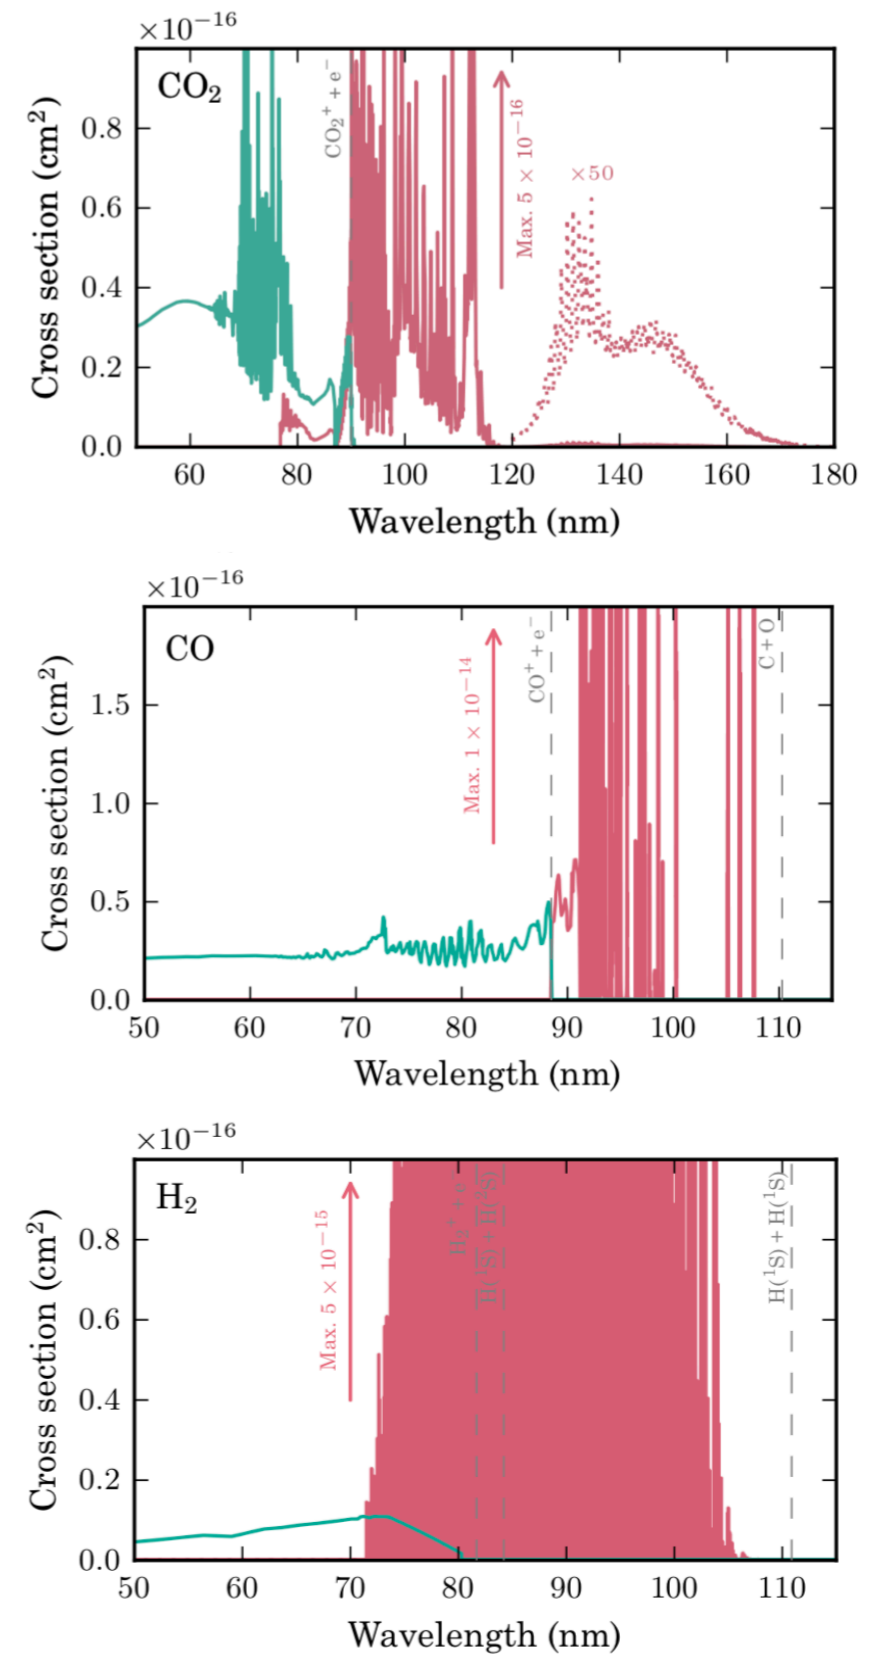 ×10⁻¹⁶
CO₂
CO₂⁺ + e⁻
Max. 5 × 10⁻¹⁶
×50
Cross section (cm²)
0.8
0.6
0.4
0.2
0.0
60 80 100 120 140 160 180
Wavelength (nm)
×10⁻¹⁶
CO
Max. 1 × 10⁻¹⁴
CO⁺ + e⁻
C + O
Cross section (cm²)
1.5
1.0
0.5
0.0
50 60 70 80 90 100 110
Wavelength (nm)
×10⁻¹⁶
H₂
Max. 5 × 10⁻¹⁵
H₂⁺ + e⁻
H(¹S) + H(²S)
H(¹S) + H(¹S)
Cross section (cm²)
0.8
0.6
0.4
0.2
0.0
50 60 70 80 90 100 110
Wavelength (nm)